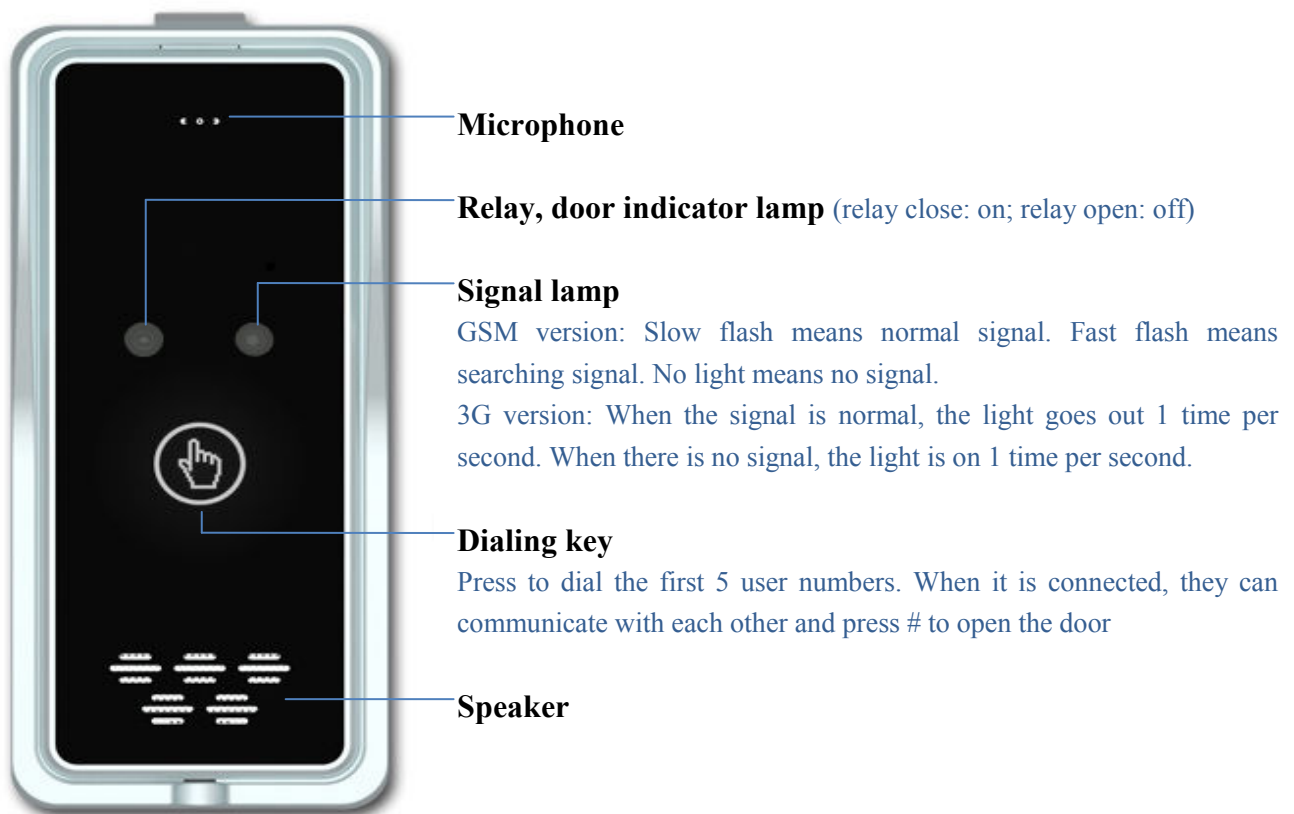 Microphone
Relay, door indicator lamp (relay close: on; relay open: off)
Signal lamp
GSM version: Slow flash means normal signal. Fast flash means
searching signal. No light means no signal.
3G version: When the signal is normal, the light goes out 1 time per
second. When there is no signal, the light is on 1 time per second.
Dialing key
Press to dial the first 5 user numbers. When it is connected, they can
communicate with each other and press # to open the door
Speaker